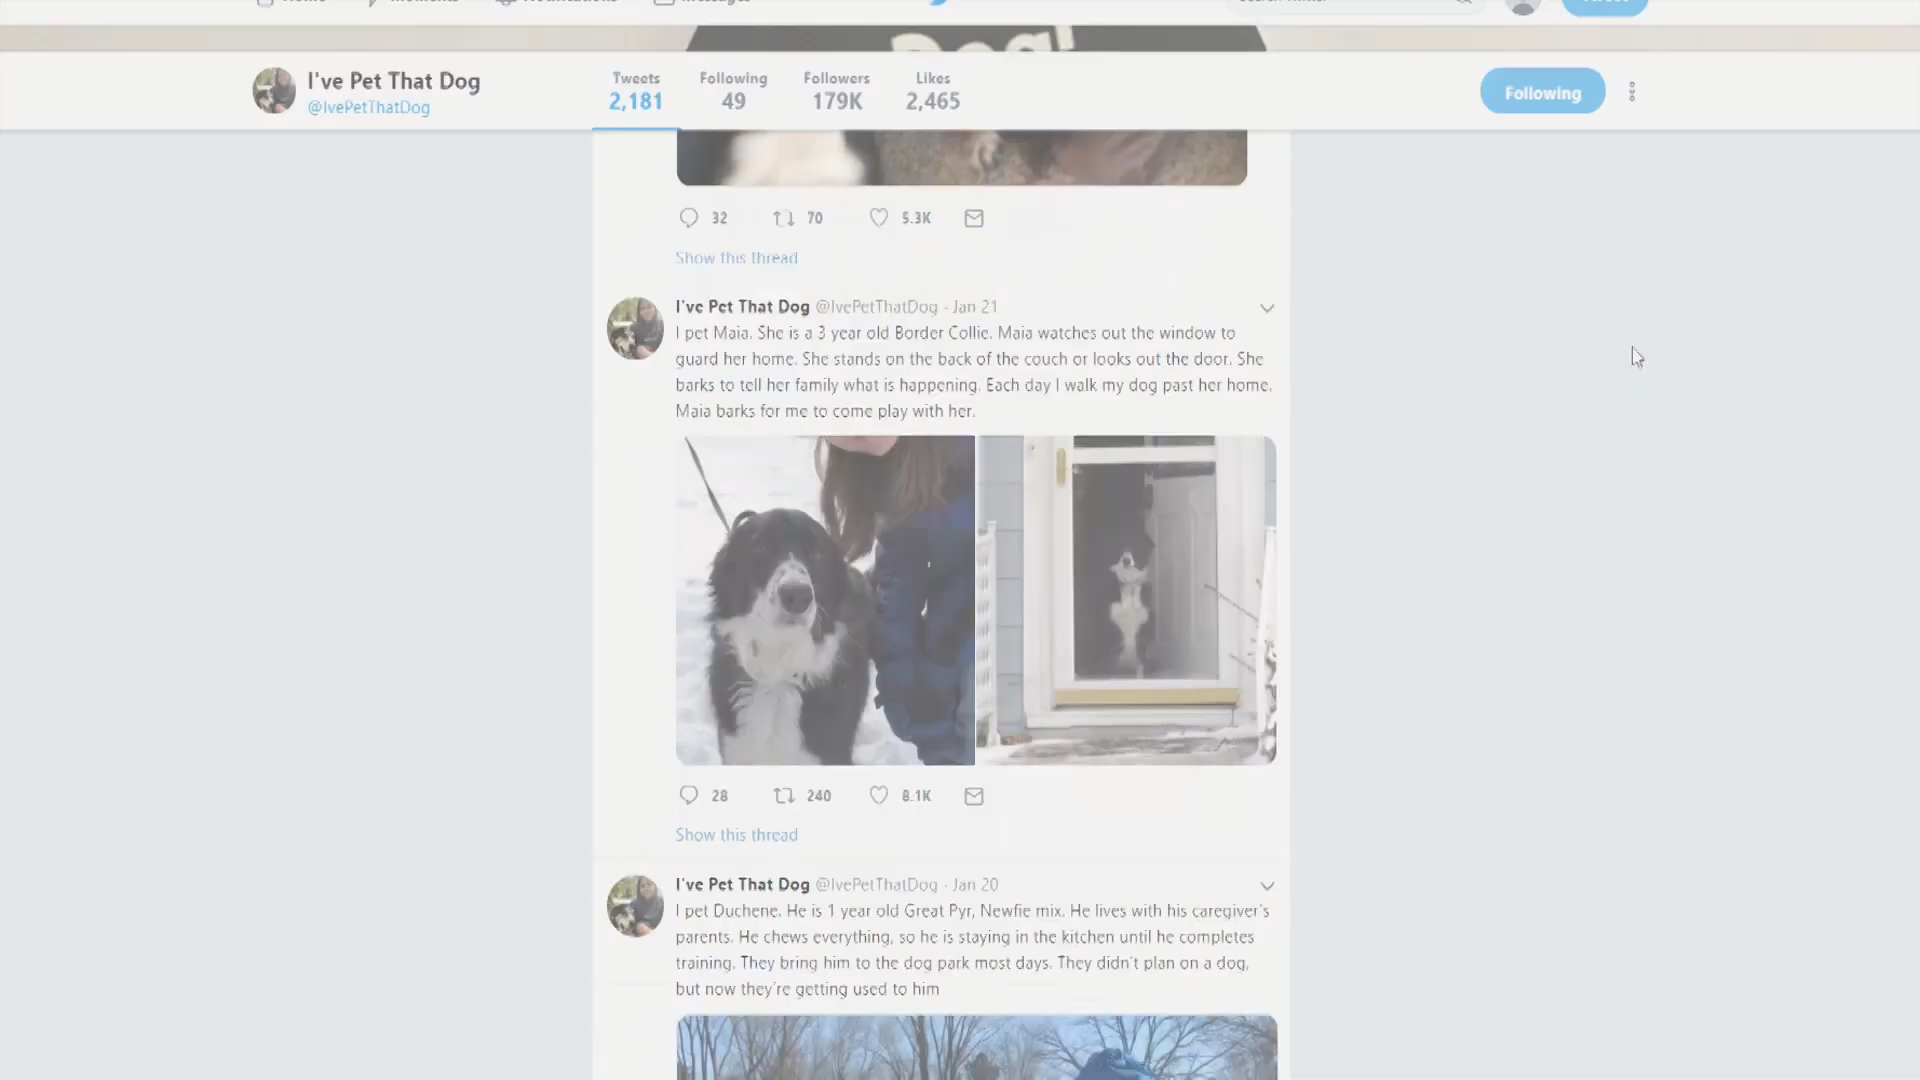 Home Moments Notifications Messages
Dog!
I've Pet That Dog
@IvePetThatDog
Tweets Following Followers Likes
2,181 49 179K 2,465
Following
32 70 5.3K
Show this thread
I've Pet That Dog @IvePetThatDog · Jan 21
I pet Maia. She is a 3 year old Border Collie. Maia watches out the window to
guard her home. She stands on the back of the couch or looks out the door. She
barks to tell her family what is happening. Each day I walk my dog past her home.
Maia barks for me to come play with her.
28 240 8.1K
Show this thread
I've Pet That Dog @IvePetThatDog · Jan 20
I pet Duchene. He is 1 year old Great Pyr, Newfie mix. He lives with his caregiver's
parents. He chews everything, so he is staying in the kitchen until he completes
training. They bring him to the dog park most days. They didn't plan on a dog,
but now they're getting used to him